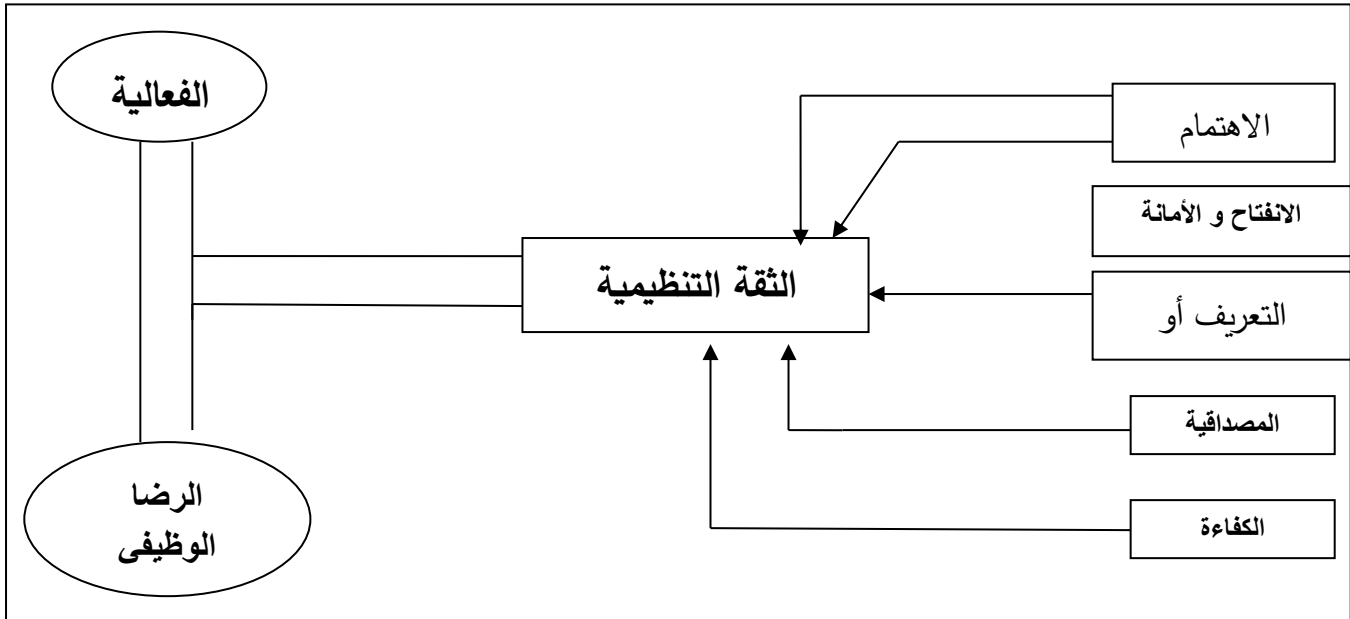 الفعالية
الاهتمام
الانفتاح و الأمانة
الثقة التنظيمية
التعريف أو
المصداقية
الرضا
الوظيفى
الكفاءة